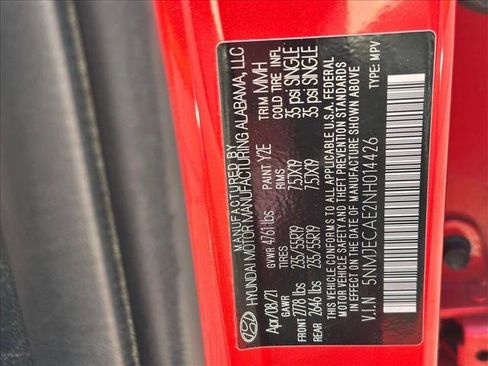 MANUFACTURED BY
HYUNDAI MOTOR MANUFACTURING ALABAMA, LLC
Apr/08/21 GVWR 4761 lbs PAINT Y2E TRIM MMH
GAWR TIRES COLD TIRE INFL
FRONT 2778 lbs 235/55R19 7.5JX19 35 psi SINGLE
REAR 2646 lbs 235/55R19 7.5JX19 35 psi SINGLE
THIS VEHICLE CONFORMS TO ALL APPLICABLE U.S.A. FEDERAL
MOTOR VEHICLE SAFETY AND THEFT PREVENTION STANDARDS
IN EFFECT ON THE DATE OF MANUFACTURE SHOWN ABOVE.
V.I.N 5NMJECAE2NH014426 TYPE: MPV